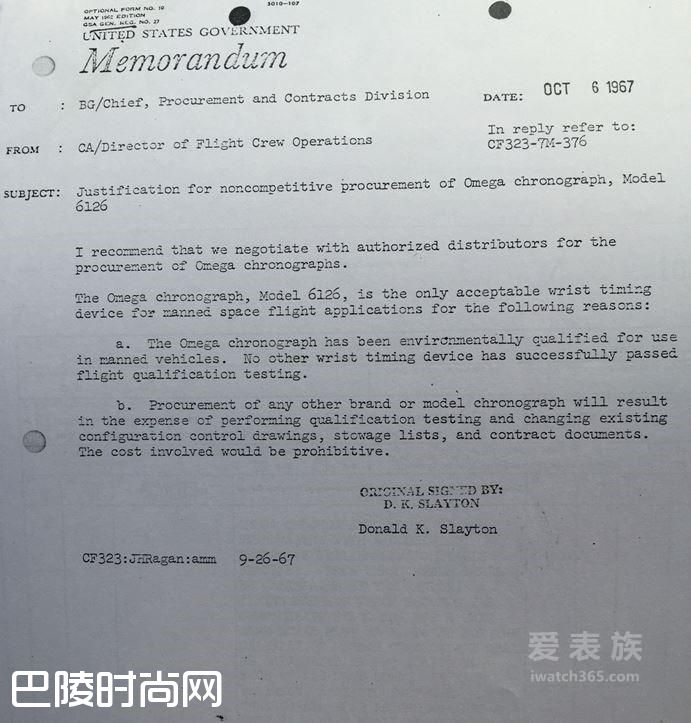 OPTIONAL FORM NO. 10
MAY 1962 EDITION
GSA GEN. REG. NO. 27
5010-107
UNITED STATES GOVERNMENT
Memorandum
TO : BG/Chief, Procurement and Contracts Division
DATE: OCT 6 1967
FROM : CA/Director of Flight Crew Operations
In reply refer to:
CF323-7M-376
SUBJECT: Justification for noncompetitive procurement of Omega chronograph, Model
6126
I recommend that we negotiate with authorized distributors for the
procurement of Omega chronographs.
The Omega chronograph, Model 6126, is the only acceptable wrist timing
device for manned space flight applications for the following reasons:
a. The Omega chronograph has been environmentally qualified for use
in manned vehicles. No other wrist timing device has successfully passed
flight qualification testing.
b. Procurement of any other brand or model chronograph will result
in the expense of performing qualification testing and changing existing
configuration control drawings, stowage lists, and contract documents.
The cost involved would be prohibitive.
ORIGINAL SIGNED BY:
D. K. SLAYTON
Donald K. Slayton
CF323:JHRagan:amm 9-26-67
爱表族
iwatch365.com
巴陵时尚网